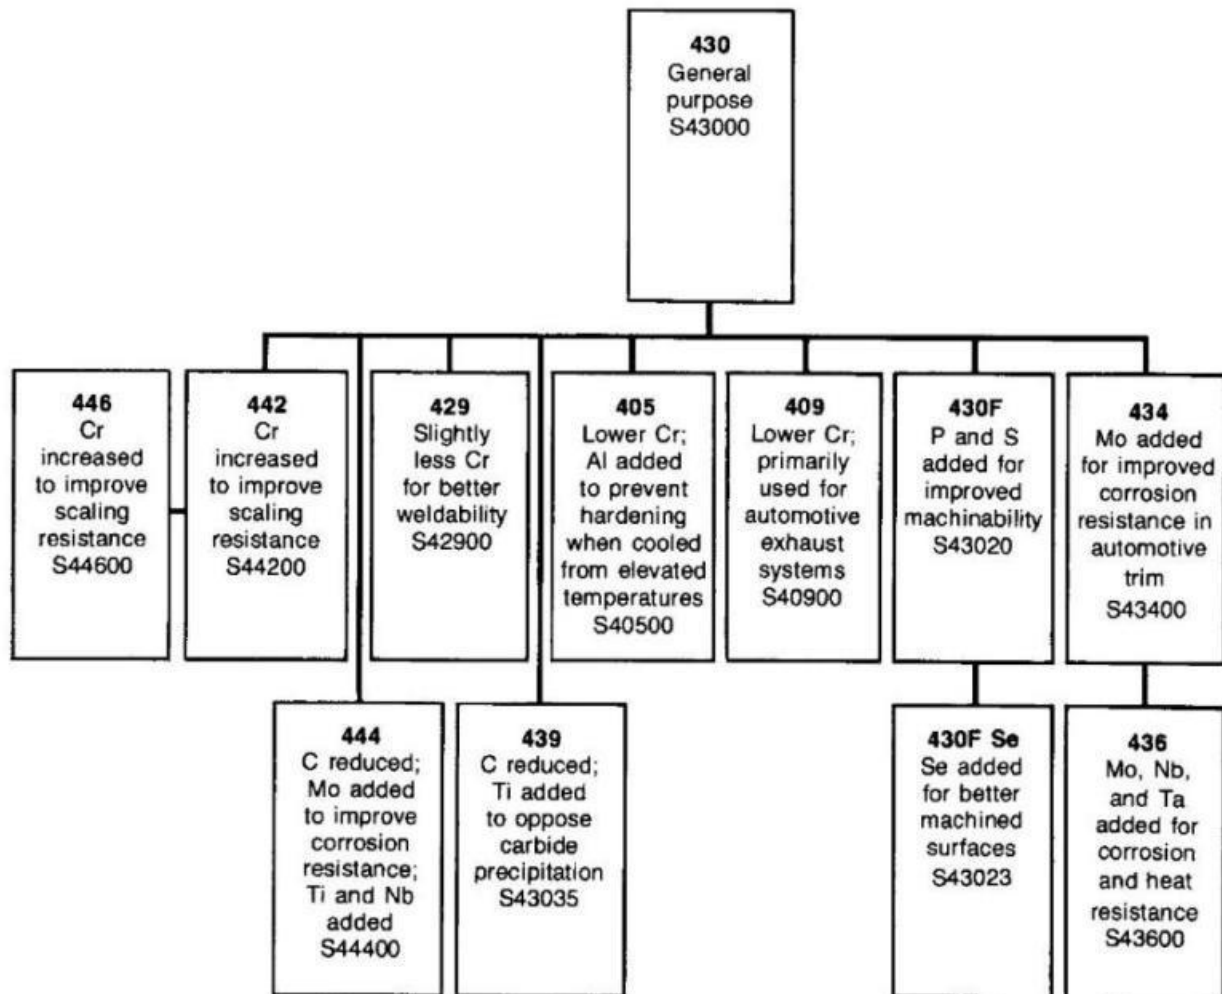 430
General
purpose
S43000
446
Cr
increased
to improve
scaling
resistance
S44600
442
Cr
increased
to improve
scaling
resistance
S44200
429
Slightly
less Cr
for better
weldability
S42900
405
Lower Cr;
Al added
to prevent
hardening
when cooled
from elevated
temperatures
S40500
409
Lower Cr;
primarily
used for
automotive
exhaust
systems
S40900
430F
P and S
added for
improved
machinability
S43020
434
Mo added
for improved
corrosion
resistance in
automotive
trim
S43400
444
C reduced;
Mo added
to improve
corrosion
resistance;
Ti and Nb
added
S44400
439
C reduced;
Ti added
to oppose
carbide
precipitation
S43035
430F Se
Se added
for better
machined
surfaces
S43023
436
Mo, Nb,
and Ta
added for
corrosion
and heat
resistance
S43600